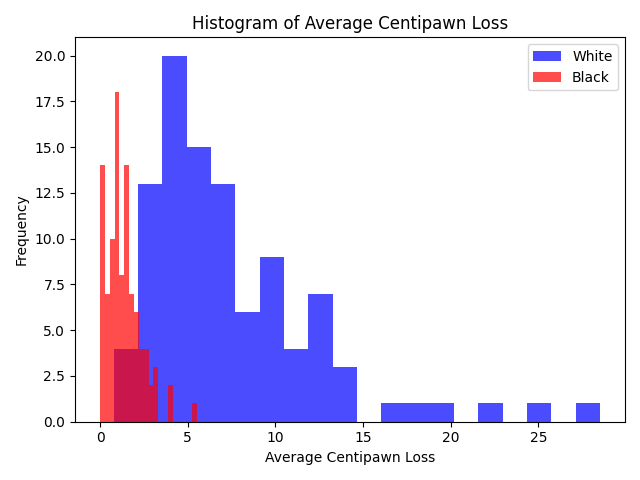 Histogram of Average Centipawn Loss
White
Black
Frequency
20.0
17.5
15.0
12.5
10.0
7.5
5.0
2.5
0.0
0 5 10 15 20 25
Average Centipawn Loss